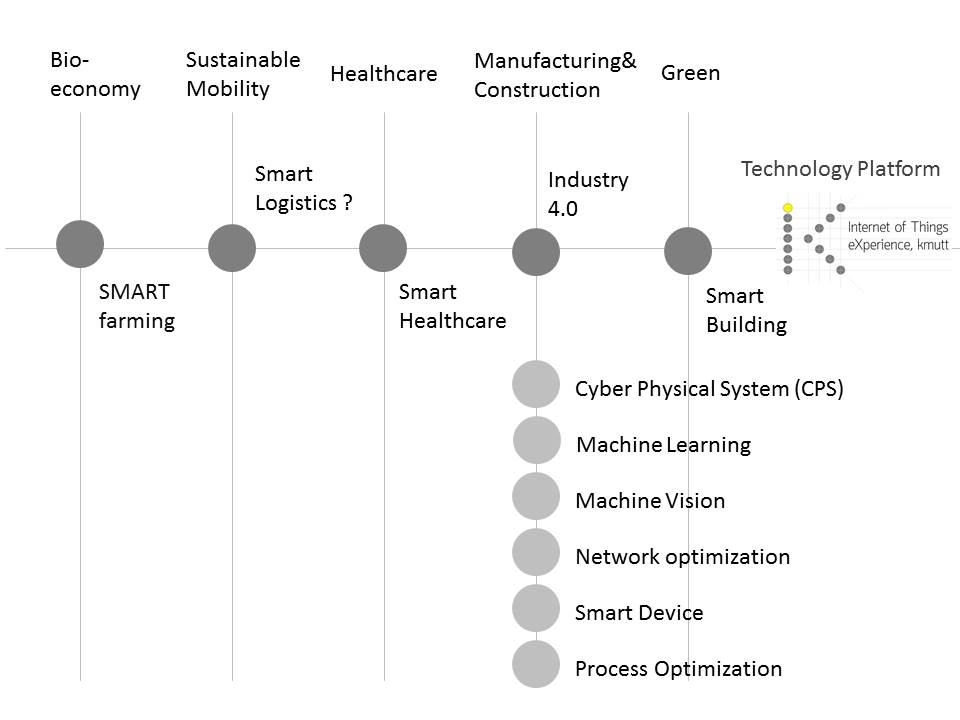 Bio-
economy
Sustainable
Mobility
Healthcare
Manufacturing&
Construction
Green
Technology Platform
Smart
Logistics ?
Industry
4.0
Internet of Things
eXperience, kmutt
SMART
farming
Smart
Healthcare
Smart
Building
Cyber Physical System (CPS)
Machine Learning
Machine Vision
Network optimization
Smart Device
Process Optimization